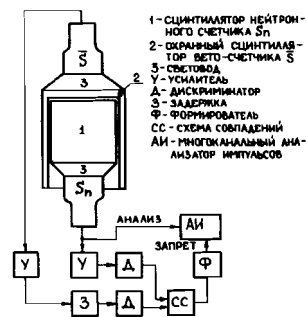 1-СЦИНТИЛЛЯТОР НЕЙТРОН-
НОГО СЧЕТЧИКА Sn
2-ОХРАННЫЙ СЦИНТИЛЛЯ-
ТОР ВЕТО-СЧЕТЧИКА S̅
3-СВЕТОВОД
У-УСИЛИТЕЛЬ
Д-ДИСКРИМИНАТОР
З-ЗАДЕРЖКА
Ф-ФОРМИРОВАТЕЛЬ
СС-СХЕМА СОВПАДЕНИЙ
АИ-МНОГОКАНАЛЬНЫЙ АНА-
ЛИЗАТОР ИМПУЛЬСОВ
S̅
3
2
1
3
Sn
АНАЛИЗ
АИ
ЗАПРЕТ
У
У
Д
Ф
З
Д
СС